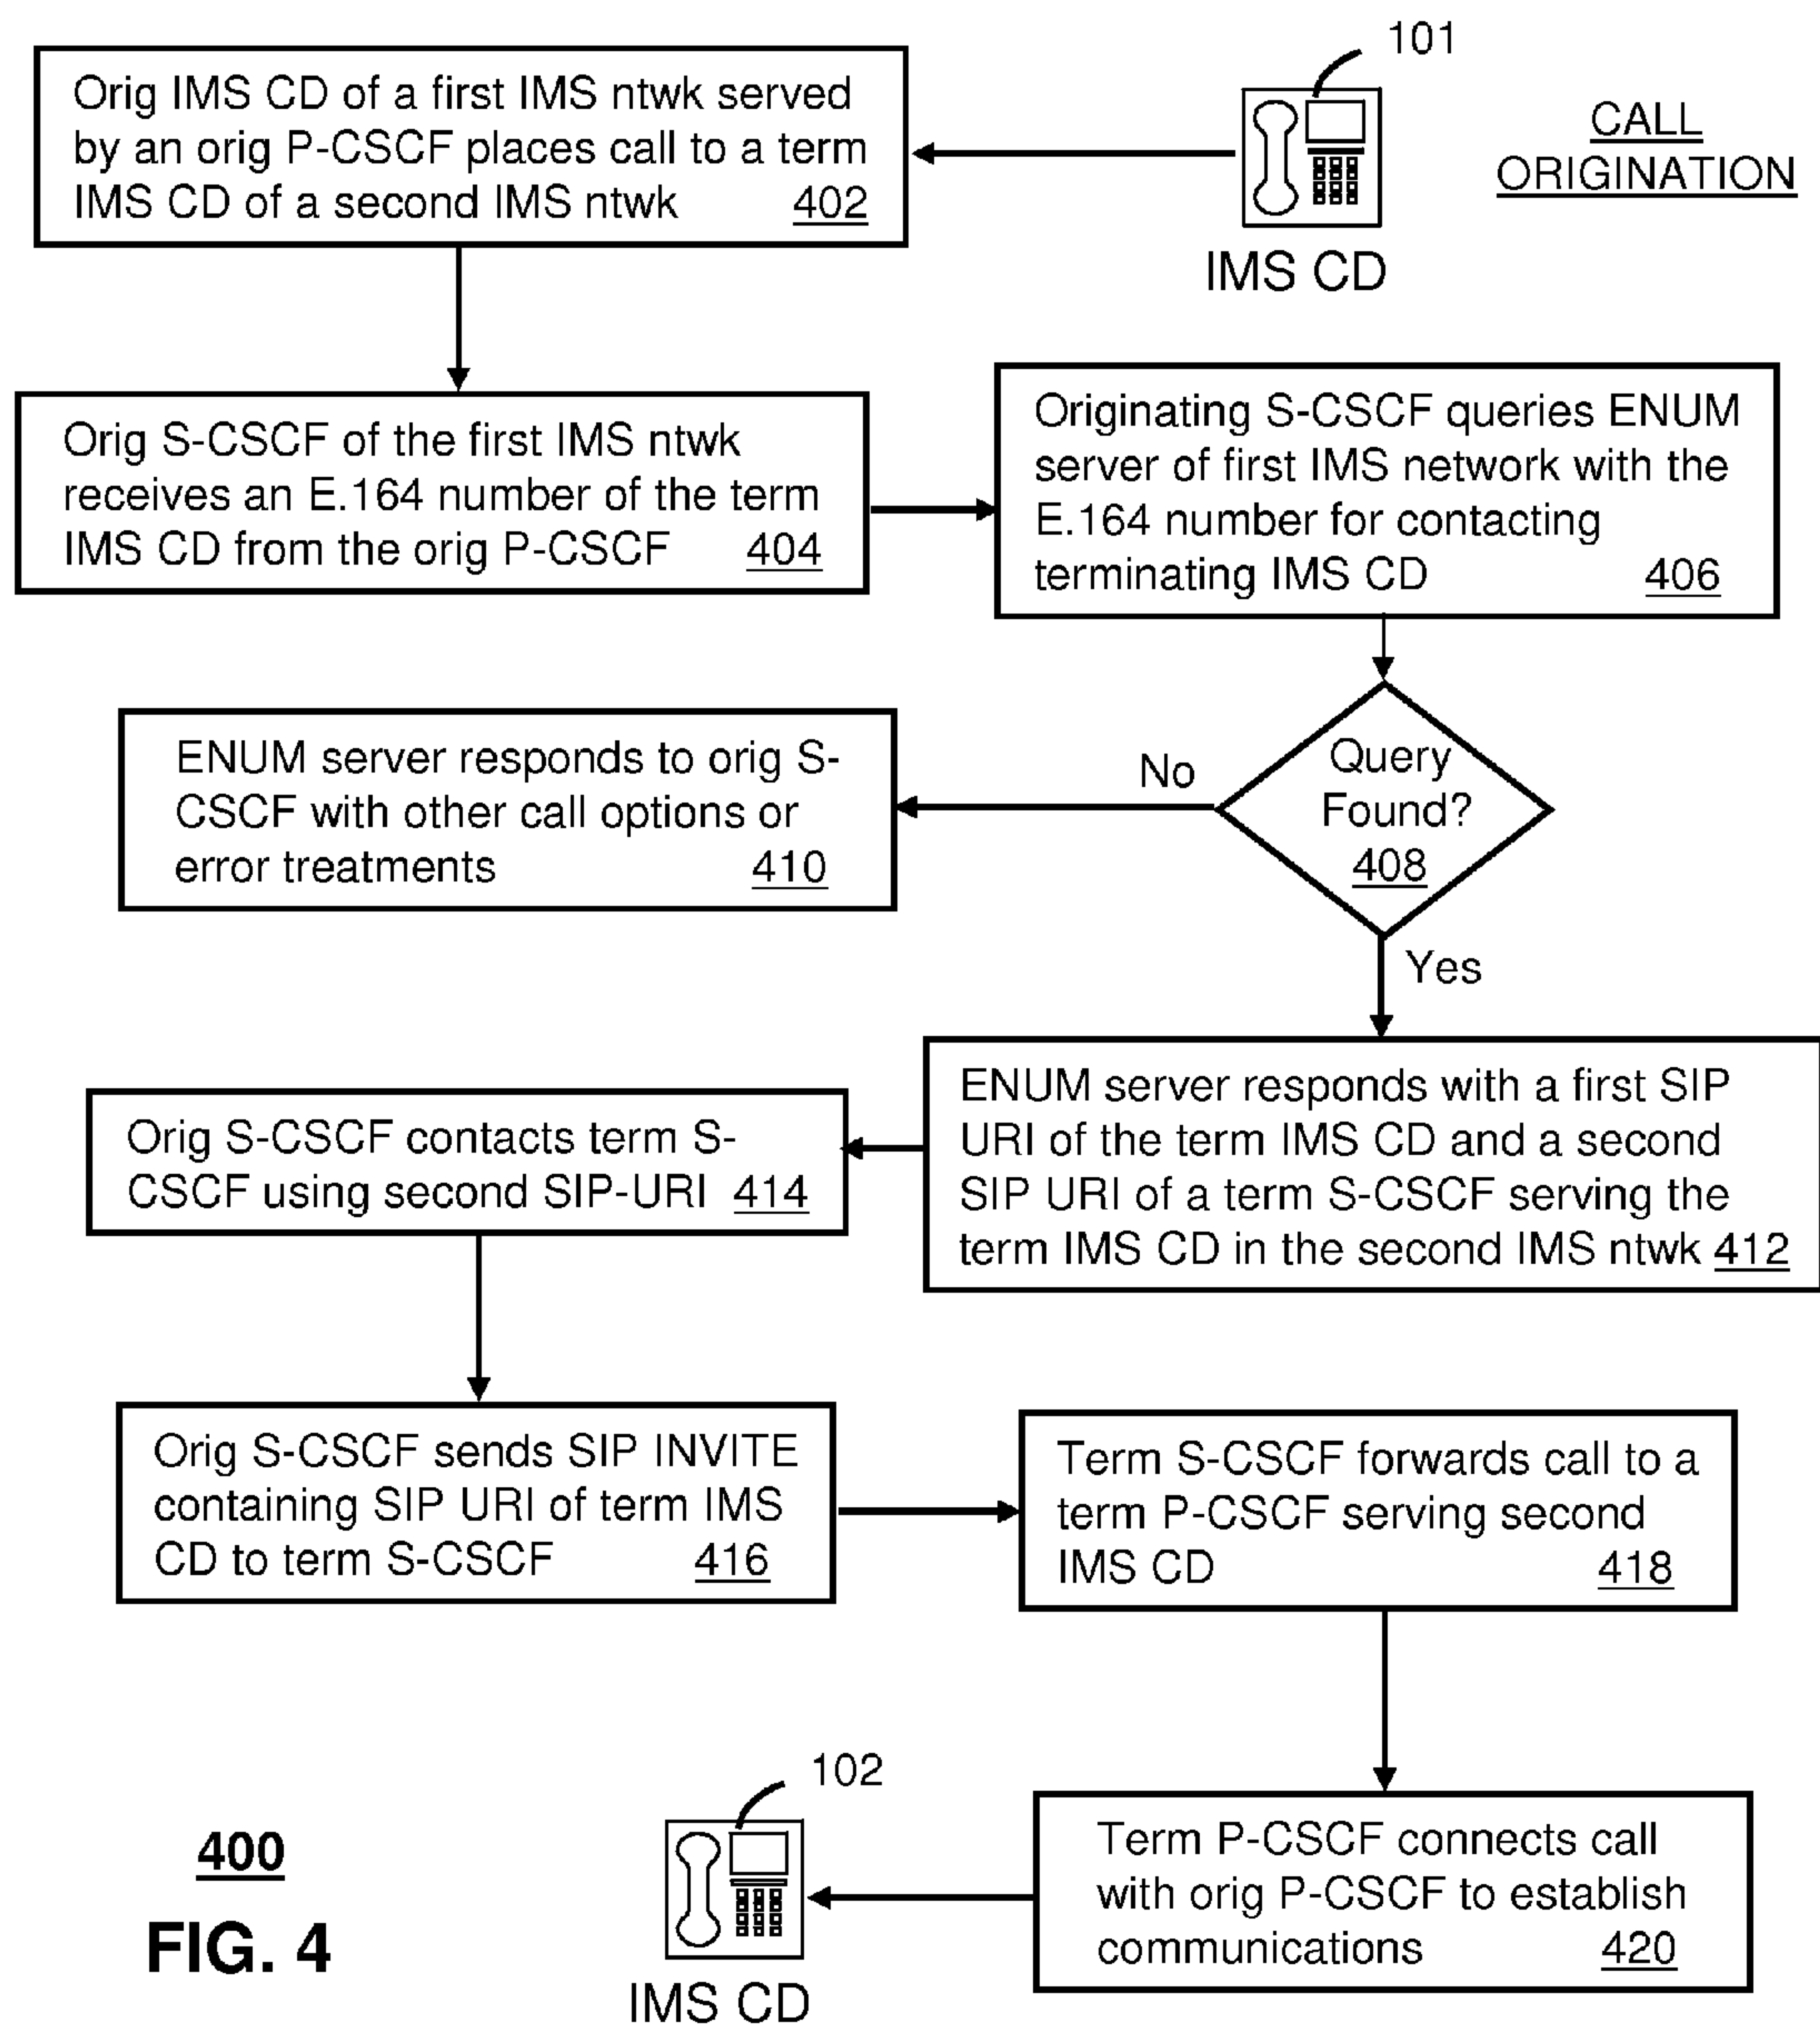 101
CALL
ORIGINATION
IMS CD
Orig IMS CD of a first IMS ntwk served
by an orig P-CSCF places call to a term
IMS CD of a second IMS ntwk 402
Orig S-CSCF of the first IMS ntwk
receives an E.164 number of the term
IMS CD from the orig P-CSCF 404
Originating S-CSCF queries ENUM
server of first IMS network with the
E.164 number for contacting
terminating IMS CD 406
Query
Found?
408
No
ENUM server responds to orig S-
CSCF with other call options or
error treatments 410
Yes
ENUM server responds with a first SIP
URI of the term IMS CD and a second
SIP URI of a term S-CSCF serving the
term IMS CD in the second IMS ntwk 412
Orig S-CSCF contacts term S-
CSCF using second SIP-URI 414
Orig S-CSCF sends SIP INVITE
containing SIP URI of term IMS
CD to term S-CSCF 416
Term S-CSCF forwards call to a
term P-CSCF serving second
IMS CD 418
Term P-CSCF connects call
with orig P-CSCF to establish
communications 420
102
IMS CD
400
FIG. 4